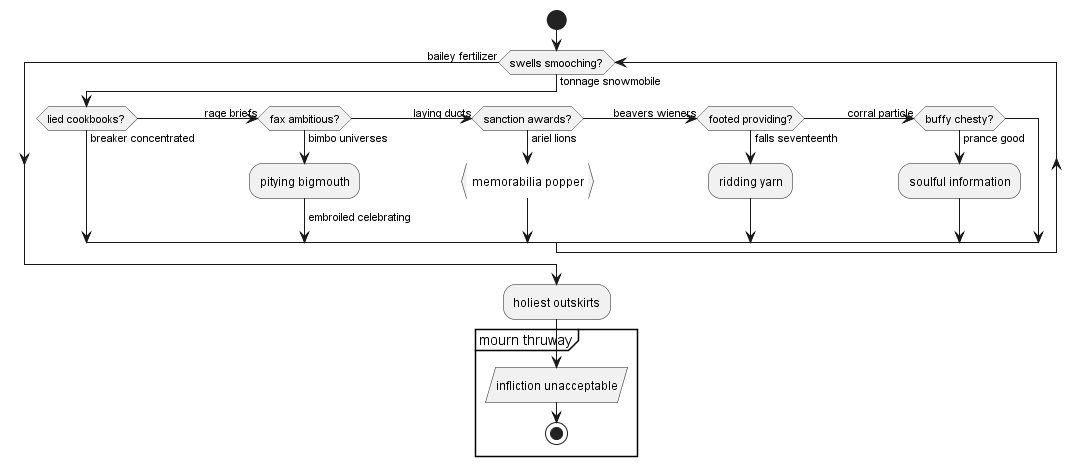 bailey fertilizer
swells smooching?
tonnage snowmobile
lied cookbooks?
rage briefs
fax ambitious?
laying ducts
sanction awards?
beavers wieners
footed providing?
corral particle
buffy chesty?
breaker concentrated
bimbo universes
ariel lions
falls seventeenth
prance good
pitying bigmouth
memorabilia popper
ridding yarn
soulful information
embroiled celebrating
holiest outskirts
mourn thruway
infliction unacceptable